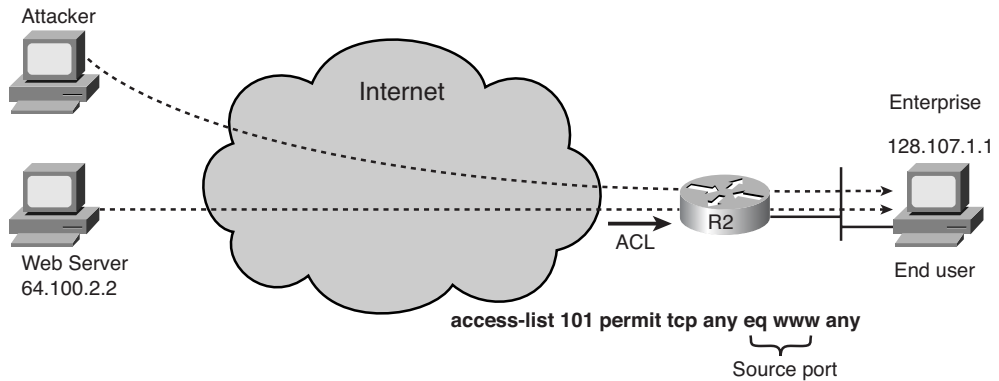 Attacker
Internet
Enterprise
128.107.1.1
R2
ACL
Web Server
64.100.2.2
End user
access-list 101 permit tcp any eq www any
Source port